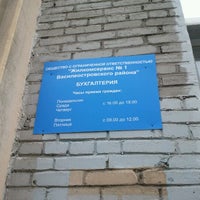 ОБЩЕСТВО С ОГРАНИЧЕННОЙ ОТВЕТСТВЕННОСТЬЮ
"Жилкомсервис № 1
Василеостровского района"
БУХГАЛТЕРИЯ
Часы приема граждан:
Понедельник
Среда с 16.00 до 18.00
Четверг
Вторник с 09.00 до 12.00
Пятница